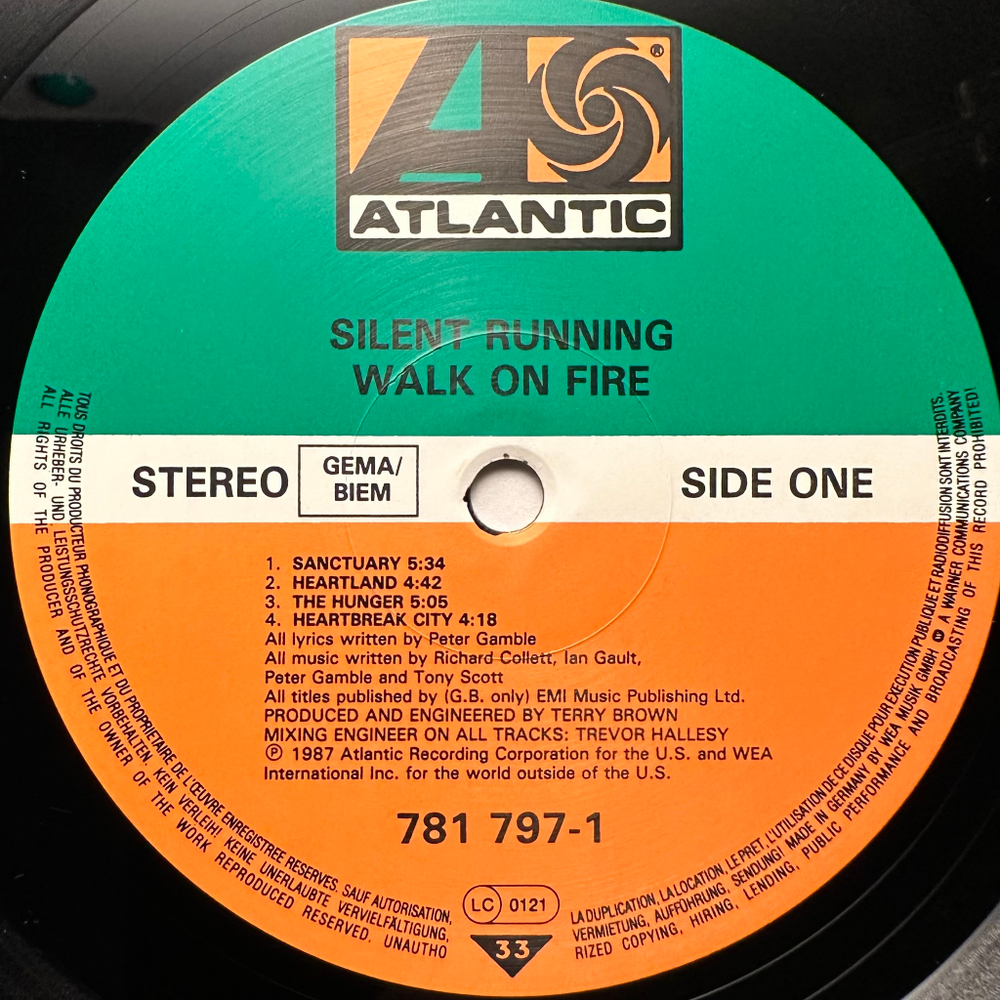 ®
ATLANTIC
SILENT RUNNING
WALK ON FIRE
STEREO
GEMA/
BIEM
SIDE ONE
1. SANCTUARY 5:34
2. HEARTLAND 4:42
3. THE HUNGER 5:05
4. HEARTBREAK CITY 4:18
All lyrics written by Peter Gamble
All music written by Richard Collett, Ian Gault,
Peter Gamble and Tony Scott
All titles published by (G.B. only) EMI Music Publishing Ltd.
PRODUCED AND ENGINEERED BY TERRY BROWN
MIXING ENGINEER ON ALL TRACKS: TREVOR HALLESY
℗ 1987 Atlantic Recording Corporation for the U.S. and WEA
International Inc. for the world outside of the U.S.
781 797-1
LC 0121
33
TOUS DROITS DU PRODUCTEUR PHONOGRAPHIQUE ET DU PROPRIETAIRE DE L'ŒUVRE ENREGISTREE RESERVES. SAUF AUTORISATION,
LA DUPLICATION, LA LOCATION, LE PRET, L'UTILISATION DE CE DISQUE POUR EXECUTION PUBLIQUE ET RADIODIFFUSION SONT INTERDITS.
ALLE URHEBER- UND LEISTUNGSSCHUTZRECHTE VORBEHALTEN. KEIN VERLEIH! KEINE UNERLAUBTE VERVIELFÄLTIGUNG,
VERMIETUNG, AUFFÜHRUNG, SENDUNG! MADE IN GERMANY BY WEA MUSIK GMBH A WARNER COMMUNICATIONS COMPANY
ALL RIGHTS OF THE PRODUCER AND OF THE OWNER OF THE WORK REPRODUCED RESERVED. UNAUTHO
RIZED COPYING, HIRING, LENDING, PUBLIC PERFORMANCE AND BROADCASTING OF THIS RECORD PROHIBITED!